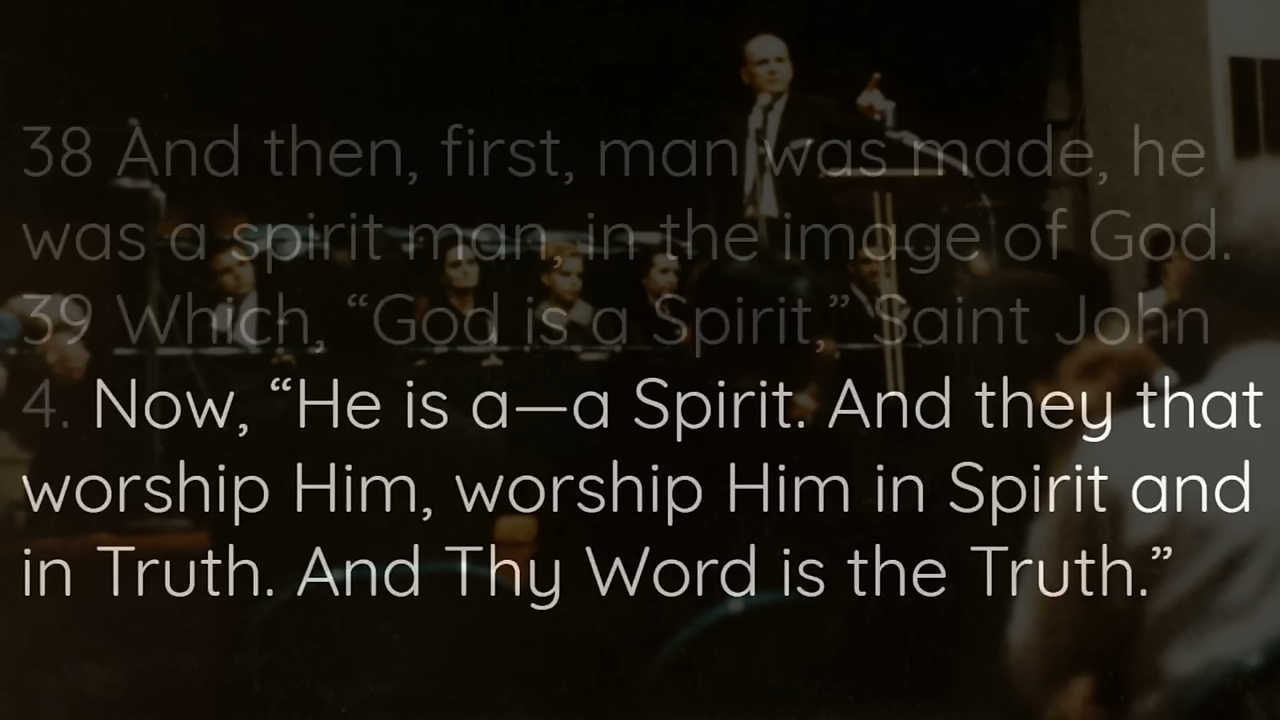 38 And then, first, man was made, he
was a spirit man, in the image of God.
39 Which, “God is a Spirit,” Saint John
4. Now, “He is a—a Spirit. And they that
worship Him, worship Him in Spirit and
in Truth. And Thy Word is the Truth.”